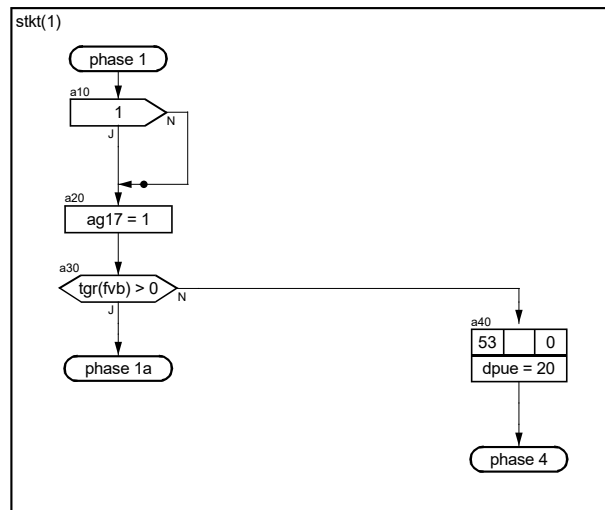 stkt(1)
phase 1
a10
1
N
J
a20
ag17 = 1
a30
tgr(fvb) > 0
N
J
a40
53 0
phase 1a
dpue = 20
phase 4